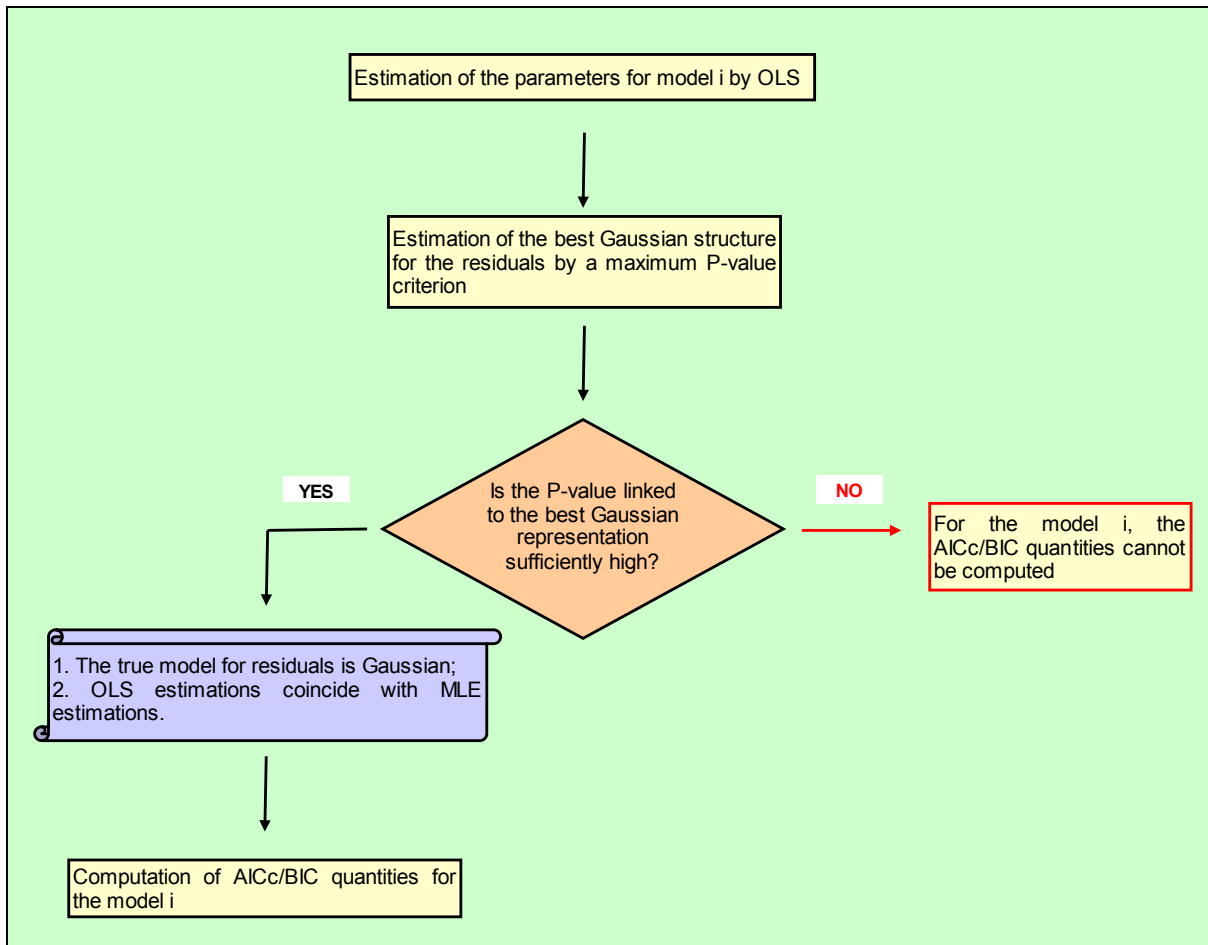 Estimation of the parameters for model i by OLS
Estimation of the best Gaussian structure
for the residuals by a maximum P-value
criterion
YES
Is the P-value linked
to the best Gaussian
representation
sufficiently high?
NO
For the model i, the
AICc/BIC quantities cannot
be computed
1. The true model for residuals is Gaussian;
2. OLS estimations coincide with MLE
estimations.
Computation of AICc/BIC quantities for
the model i